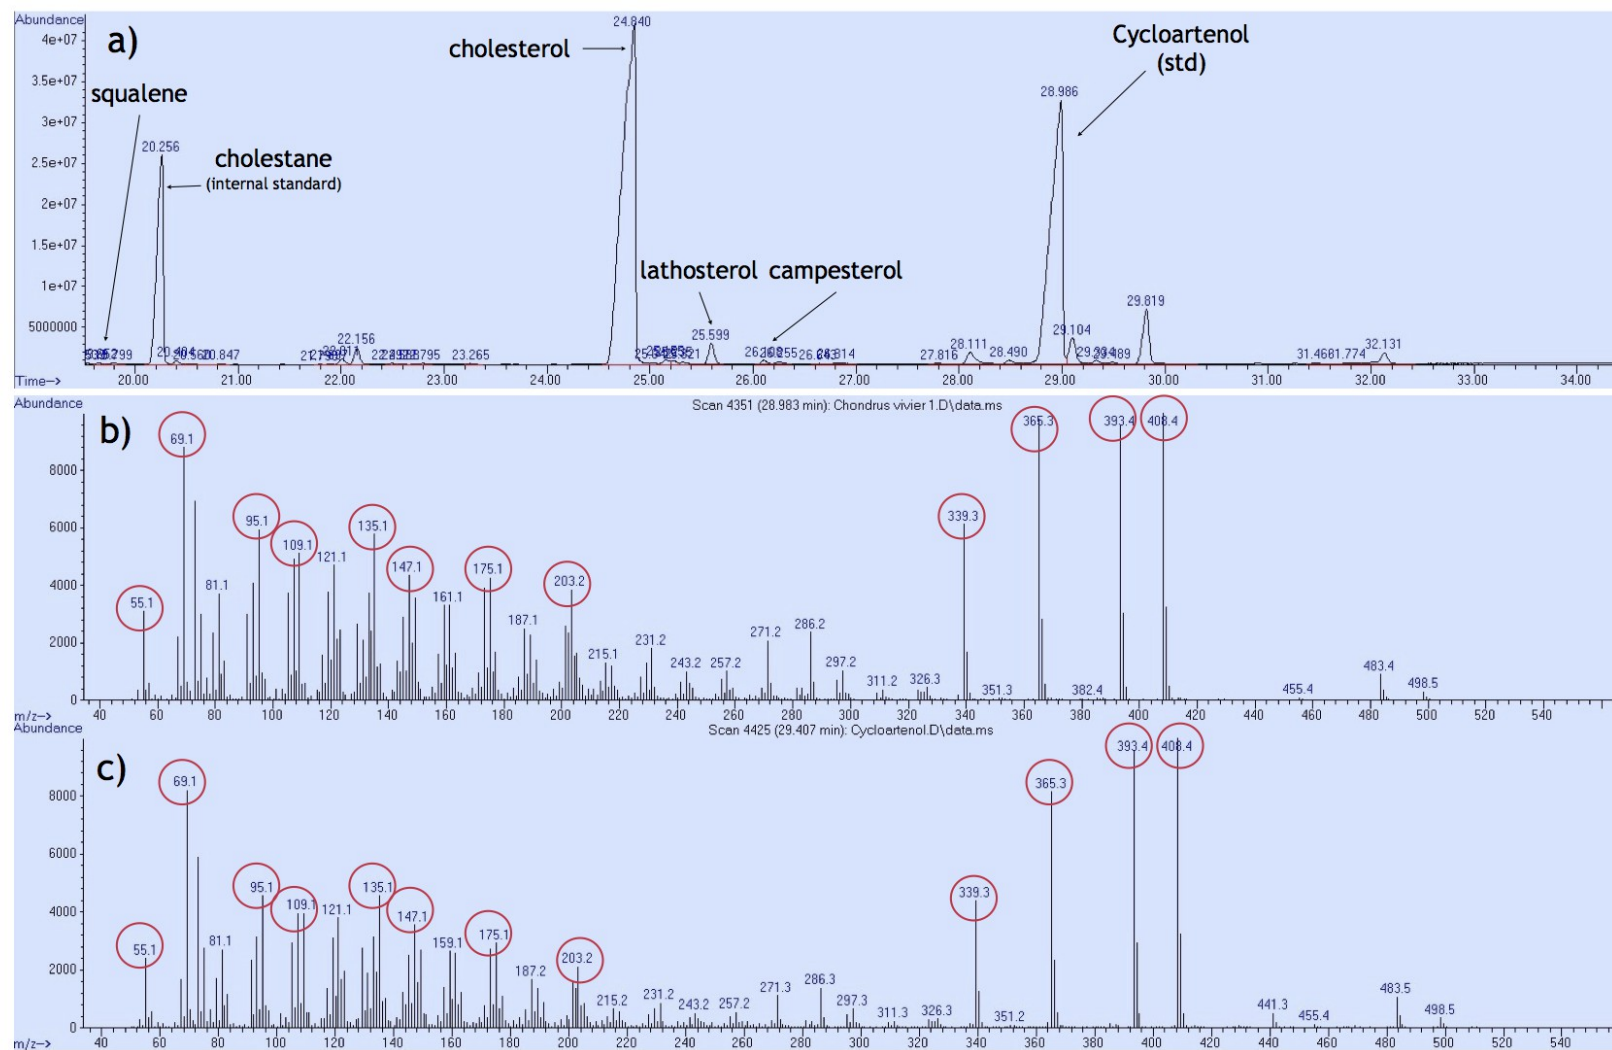 Abundance
a)
24.840
4e+07
cholesterol
Cycloartenol
(std)
3.5e+07
squalene
28.986
3e+07
20.256
2.5e+07
cholestane
(internal standard)
2e+07
1.5e+07
lathosterol campesterol
1e+07
29.819
5000000
22.156
25.599
29.104
28.111
20.847
23.265
27.816
28.490
32.131
Time-->
20.00 21.00 22.00 23.00 24.00 25.00 26.00 27.00 28.00 29.00 30.00 31.00 32.00 33.00 34.00
Abundance
Scan 4351 (28.983 min): Chondrus vivier 1.D\data.ms
b)
69.1 365.3 393.4 408.4
8000
6000
95.1 109.1 121.1 135.1 339.3
4000
55.1 81.1 147.1 161.1 175.1 203.2
2000
187.1 215.1 231.2 243.2 257.2 271.2 286.2 297.2 311.2 326.3 351.3 382.4 455.4 483.4 498.5
0
m/z-->
40 60 80 100 120 140 160 180 200 220 240 260 280 300 320 340 360 380 400 420 440 460 480 500 520 540
Abundance
Scan 4425 (29.407 min): Cycloartenol.D\data.ms
c)
69.1 365.3 393.4 408.4
8000
6000
95.1 109.1 121.1 135.1 339.3
4000
55.1 81.1 147.1 159.1 175.1 203.2
2000
187.2 215.2 231.2 243.2 257.2 271.3 286.3 297.3 311.3 326.3 351.2 441.3 455.4 483.5 498.5
0
m/z-->
40 60 80 100 120 140 160 180 200 220 240 260 280 300 320 340 360 380 400 420 440 460 480 500 520 540